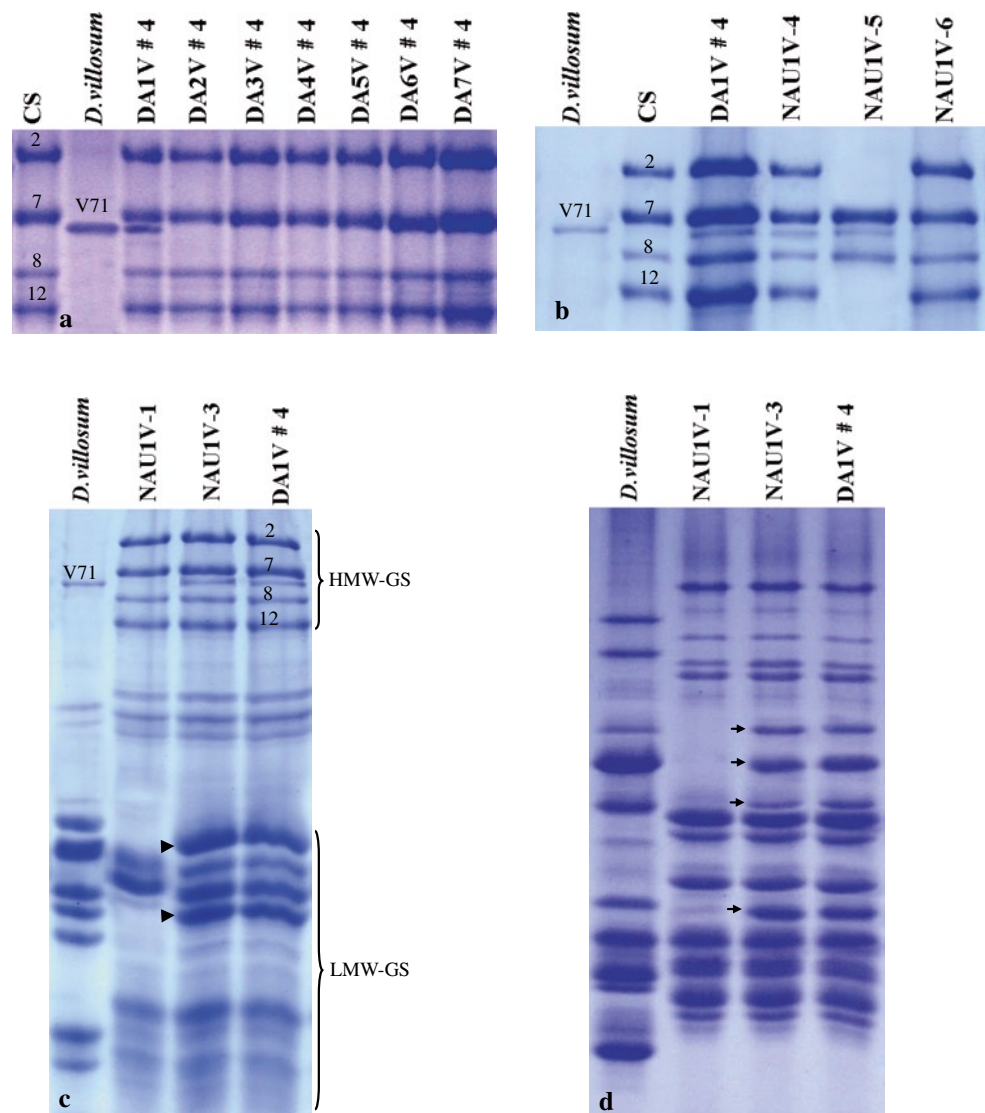 CS
D.villosum
DA1V # 4
DA2V # 4
DA3V # 4
DA4V # 4
DA5V # 4
DA6V # 4
DA7V # 4
2
7
V71
8
12
a
D.villosum
CS
DA1V # 4
NAU1V-4
NAU1V-5
NAU1V-6
2
V71
7
8
12
b
D.villosum
NAU1V-1
NAU1V-3
DA1V # 4
2
V71
7
8
12
HMW-GS
LMW-GS
c
D.villosum
NAU1V-1
NAU1V-3
DA1V # 4
d